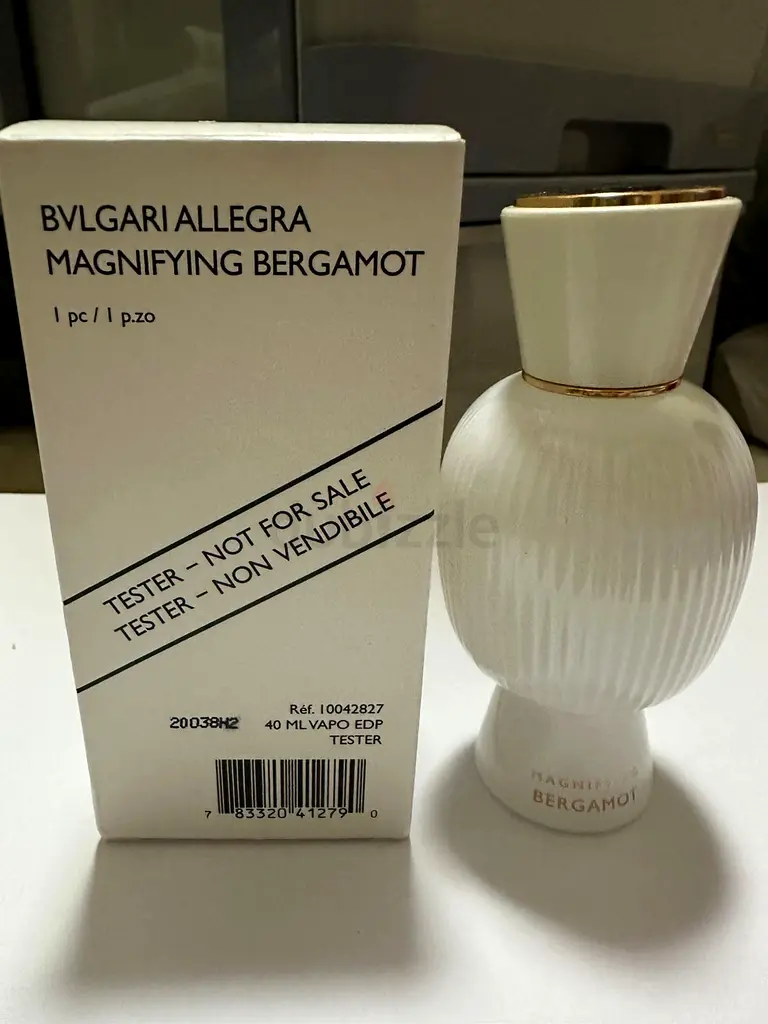 BVLGARI ALLEGRA
MAGNIFYING BERGAMOT
1 pc / 1 p.zo
TESTER – NOT FOR SALE
TESTER – NON VENDIBILE
20038H2
Réf. 10042827
40 ML VAPO EDP
TESTER
7 83320 41279 0
MAGNIFYING
BERGAMOT